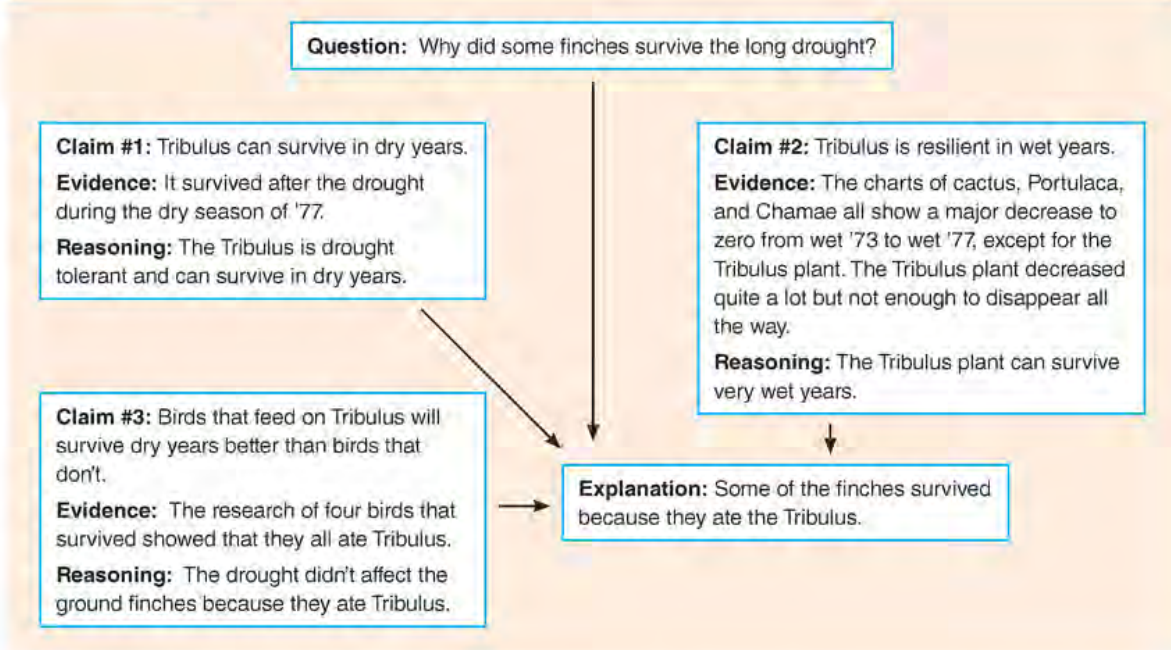 Question: Why did some finches survive the long drought?
Claim #1: Tribulus can survive in dry years.
Evidence: It survived after the drought
during the dry season of '77.
Reasoning: The Tribulus is drought
tolerant and can survive in dry years.
Claim #2: Tribulus is resilient in wet years.
Evidence: The charts of cactus, Portulaca,
and Chamae all show a major decrease to
zero from wet '73 to wet '77, except for the
Tribulus plant. The Tribulus plant decreased
quite a lot but not enough to disappear all
the way.
Reasoning: The Tribulus plant can survive
very wet years.
Claim #3: Birds that feed on Tribulus will
survive dry years better than birds that
don't.
Evidence: The research of four birds that
survived showed that they all ate Tribulus.
Reasoning: The drought didn't affect the
ground finches because they ate Tribulus.
Explanation: Some of the finches survived
because they ate the Tribulus.